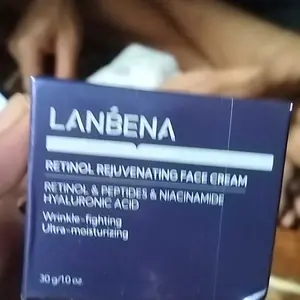 LANBENA
RETINOL REJUVENATING FACE CREAM
RETINOL & PEPTIDES & NIACINAMIDE
HYALURONIC ACID
Wrinkle-fighting
Ultra-moisturizing
30 g/1.0 oz.